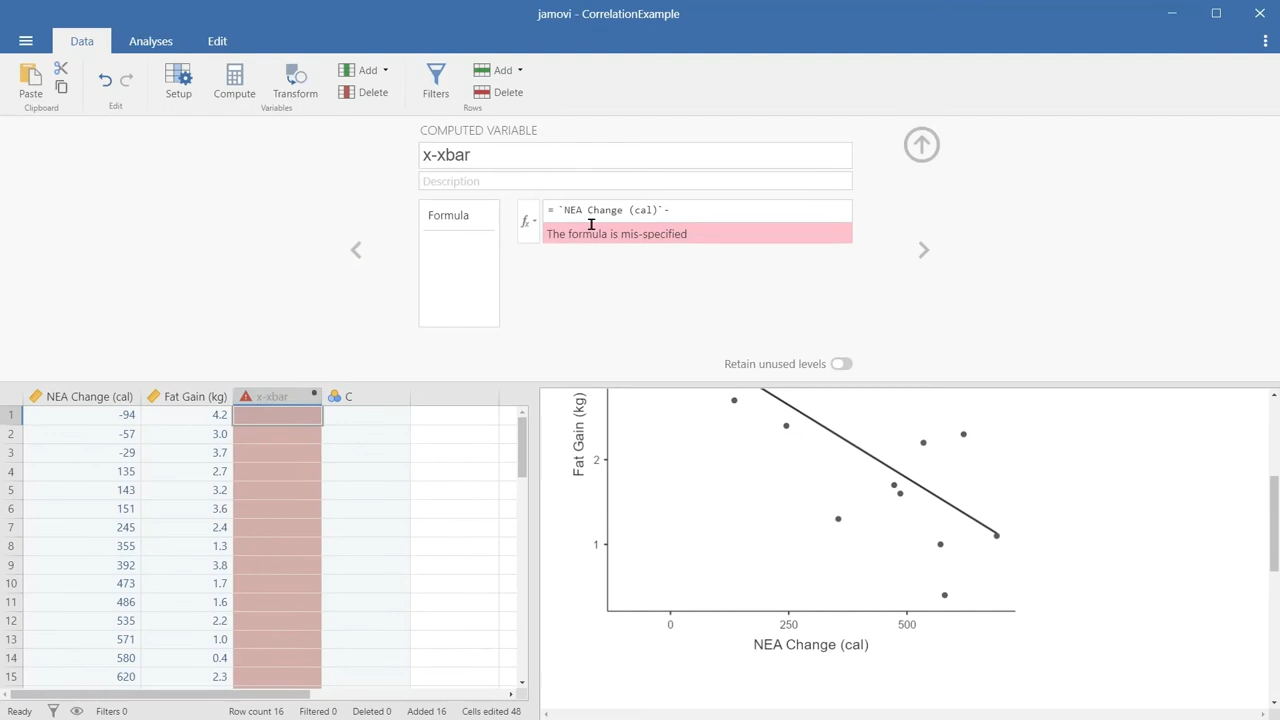 jamovi - CorrelationExample
Data Analyses Edit
Paste
Clipboard
Edit
Setup Compute Transform
Add
Delete
Variables
Filters
Add
Delete
Rows
COMPUTED VARIABLE
x-xbar
Description
Formula
fx
= `NEA Change (cal)`-
The formula is mis-specified
Retain unused levels
NEA Change (cal) Fat Gain (kg) x-xbar C
1 -94 4.2
2 -57 3.0
3 -29 3.7
4 135 2.7
5 143 3.2
6 151 3.6
7 245 2.4
8 355 1.3
9 392 3.8
10 473 1.7
11 486 1.6
12 535 2.2
13 571 1.0
14 580 0.4
15 620 2.3
Fat Gain (kg)
2
1
0 250 500
NEA Change (cal)
Ready Filters 0 Row count 16 Filtered 0 Deleted 0 Added 16 Cells edited 48